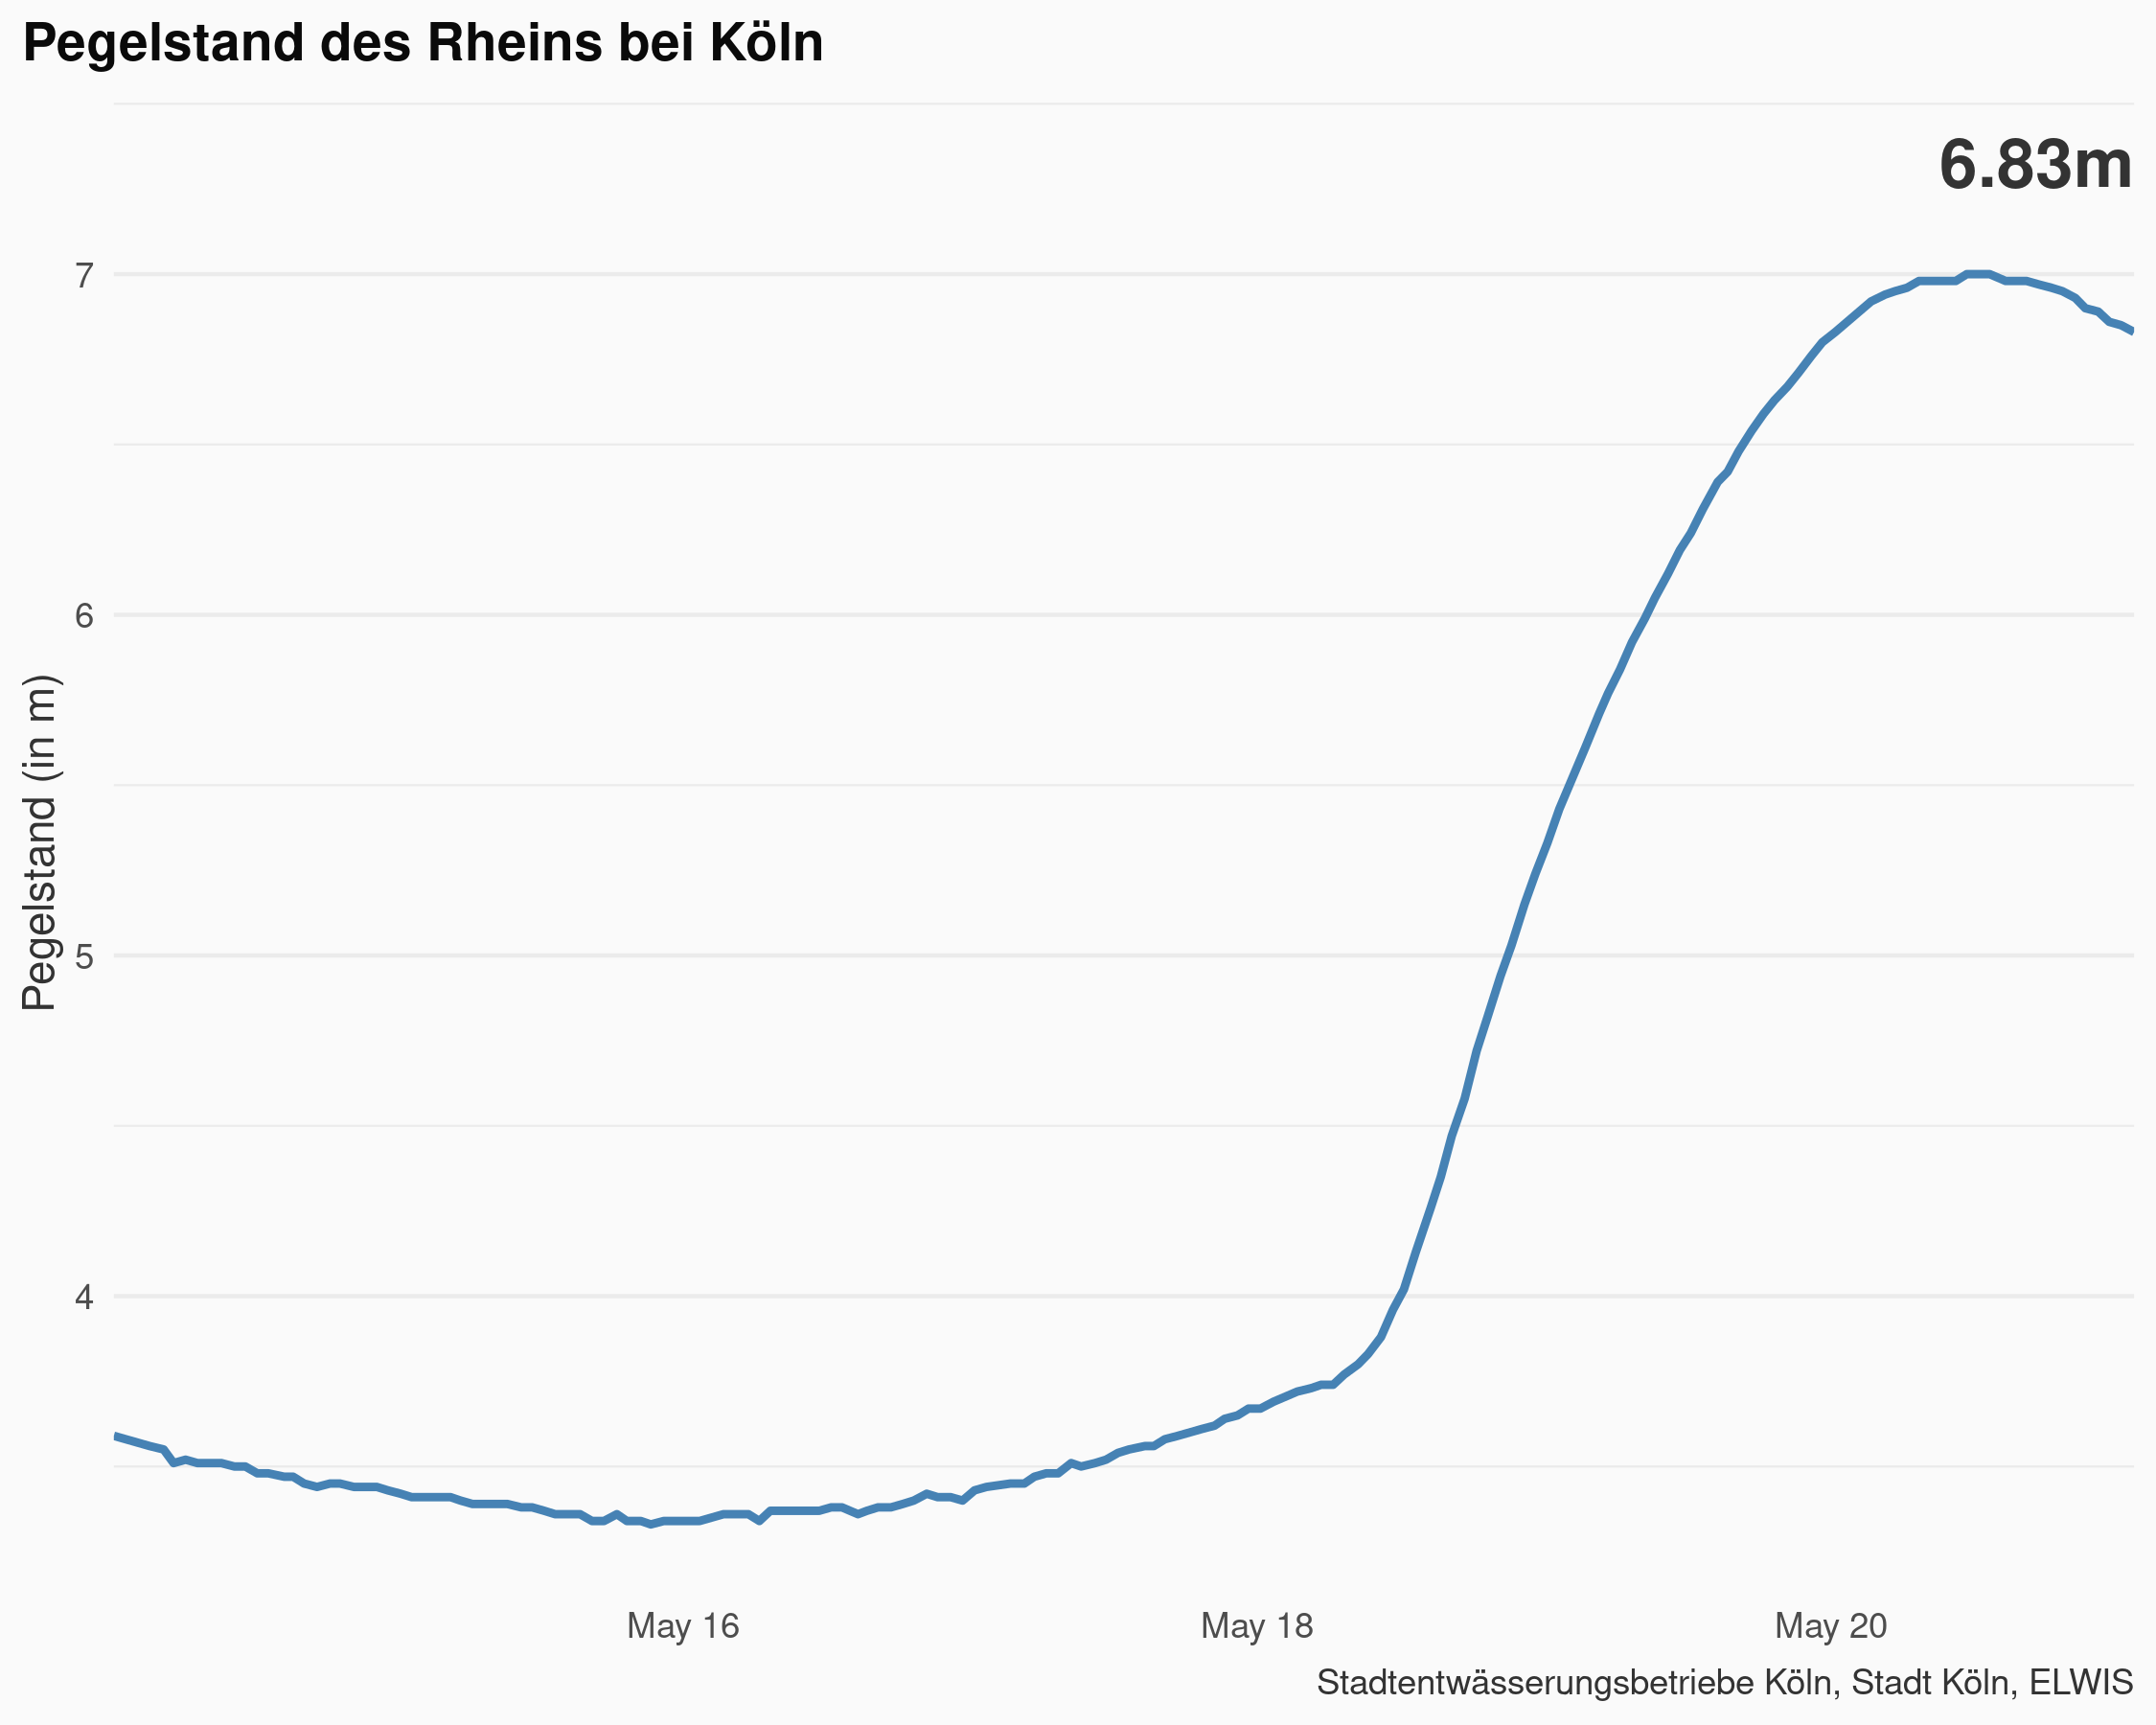 Pegelstand des Rheins bei Köln
6.83m
Pegelstand (in m)
7
6
5
4
May 16
May 18
May 20
Stadtentwässerungsbetriebe Köln, Stadt Köln, ELWIS